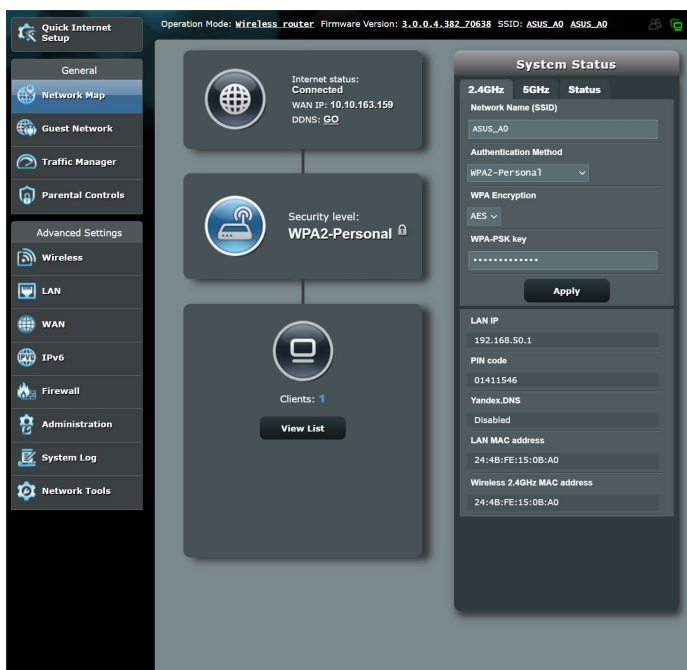 Quick Internet
Setup
Operation Mode: Wireless router Firmware Version: 3.0.0.4.382_70638 SSID: ASUS_A0 ASUS_A0
General
Network Map
Guest Network
Traffic Manager
Parental Controls
Advanced Settings
Wireless
LAN
WAN
IPv6
Firewall
Administration
System Log
Network Tools
Internet status:
Connected
WAN IP: 10.10.163.159
DDNS: GO
Security level:
WPA2-Personal
Clients: 1
View List
System Status
2.4GHz 5GHz Status
Network Name (SSID)
ASUS_A0
Authentication Method
WPA2-Personal
WPA Encryption
AES
WPA-PSK key
•••••••••••••
Apply
LAN IP
192.168.50.1
PIN code
01411546
Yandex.DNS
Disabled
LAN MAC address
24:4B:FE:15:0B:A0
Wireless 2.4GHz MAC address
24:4B:FE:15:0B:A0